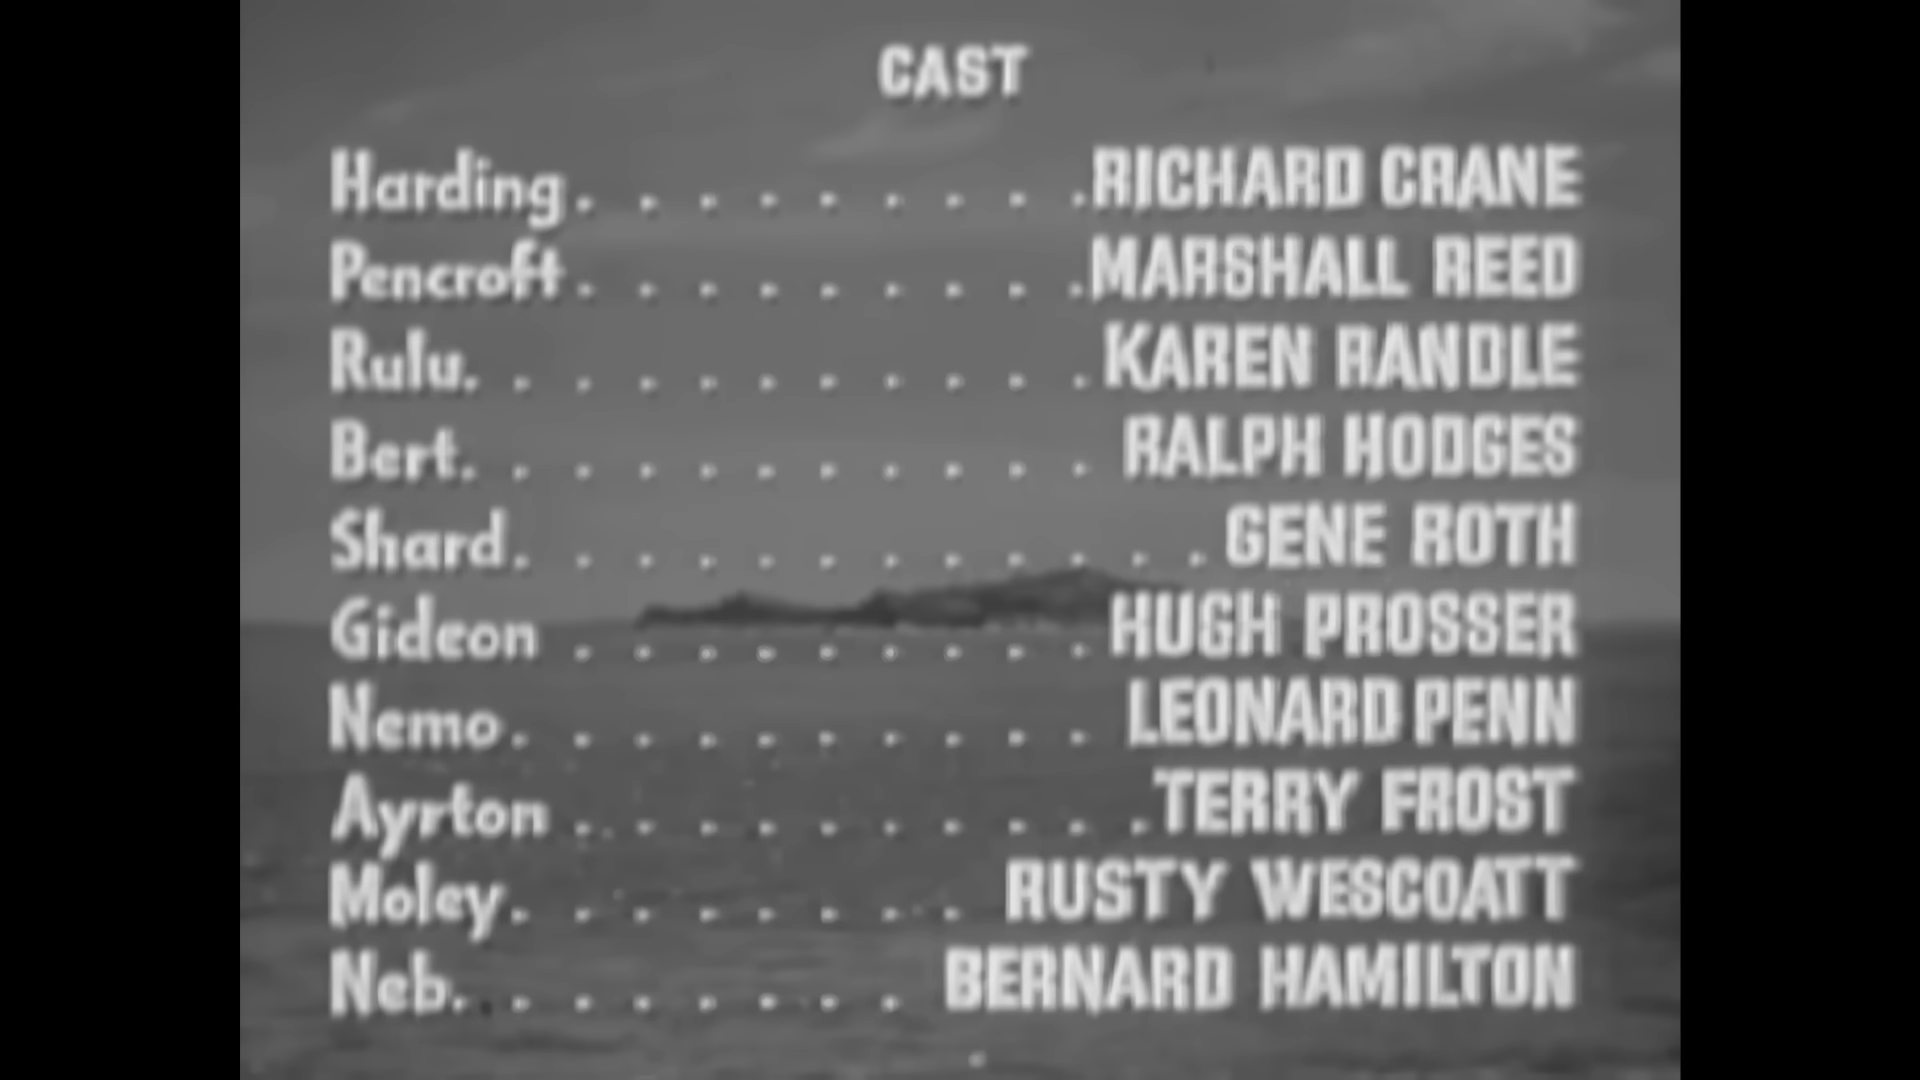 CAST
Harding. . . . . . . . .RICHARD CRANE
Pencroft. . . . . . . . .MARSHALL REED
Rulu. . . . . . . . . . .KAREN RANDLE
Bert. . . . . . . . . . . RALPH HODGES
Shard. . . . . . . . . . . .GENE ROTH
Gideon . . . . . . . . .HUGH PROSSER
Nemo. . . . . . . . . . LEONARD PENN
Ayrton . . . . . . . . . .TERRY FROST
Moley. . . . . . . . RUSTY WESCOATT
Neb. . . . . . . . BERNARD HAMILTON